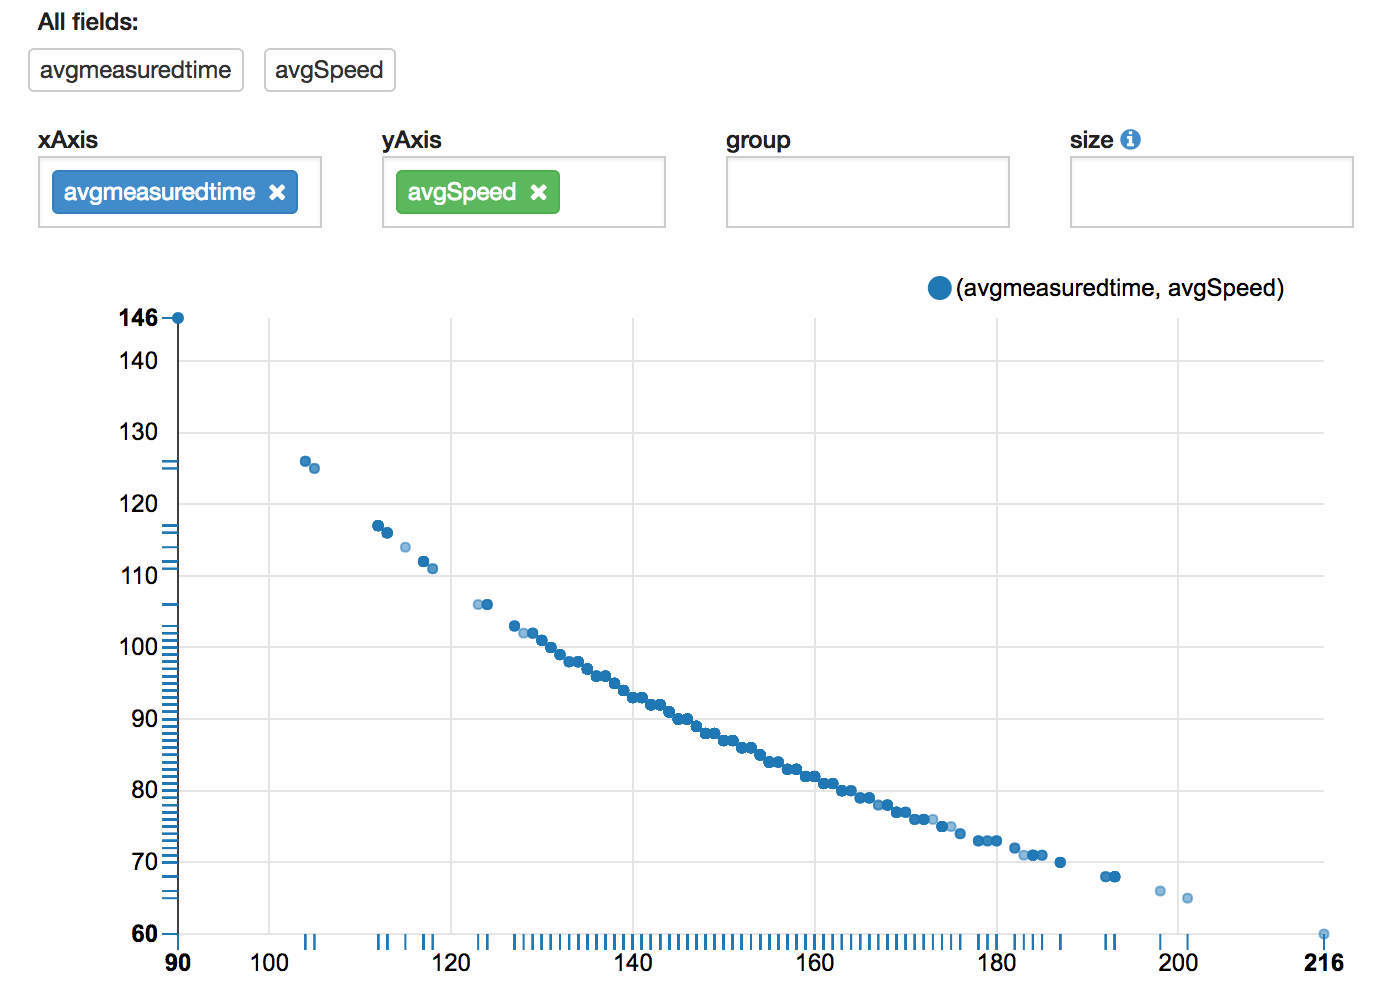 All fields:
avgmeasuredtime avgSpeed
xAxis yAxis group size
avgmeasuredtime avgSpeed
(avgmeasuredtime, avgSpeed)
146
140
130
120
110
100
90
80
70
60
90 100 120 140 160 180 200 216